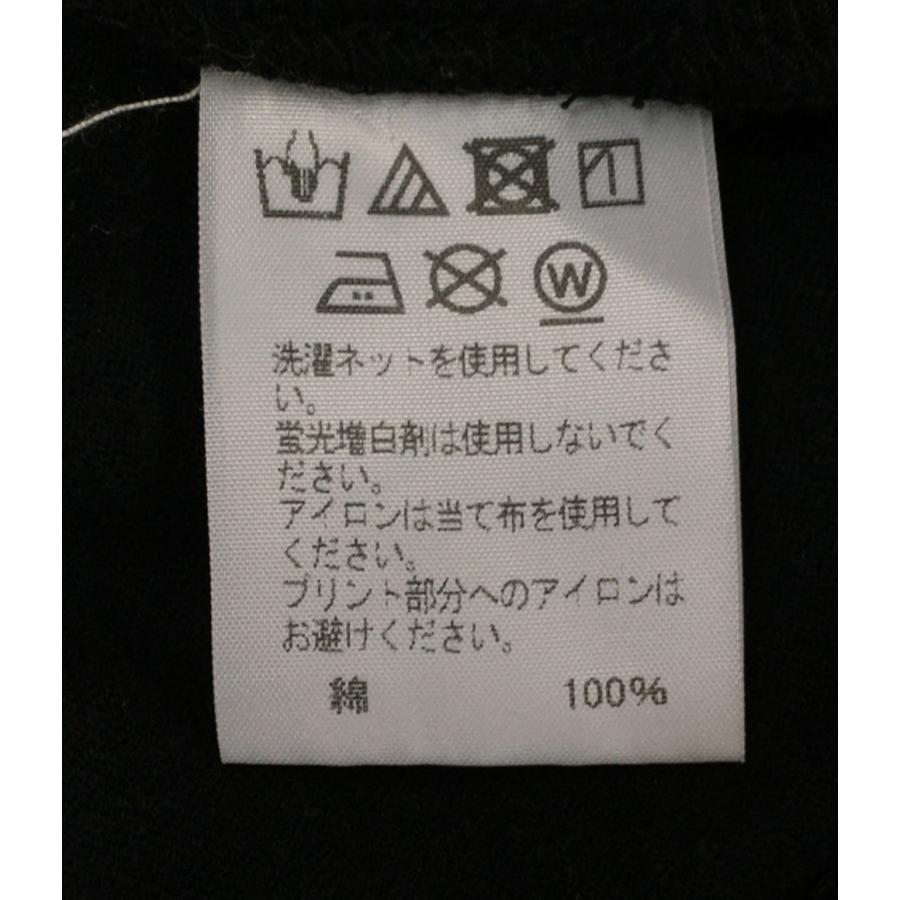 W
洗濯ネットを使用してくださ
い。
蛍光増白剤は使用しないでく
ださい。
アイロンは当て布を使用して
ください。
プリント部分へのアイロンは
お避けください。
綿 100%